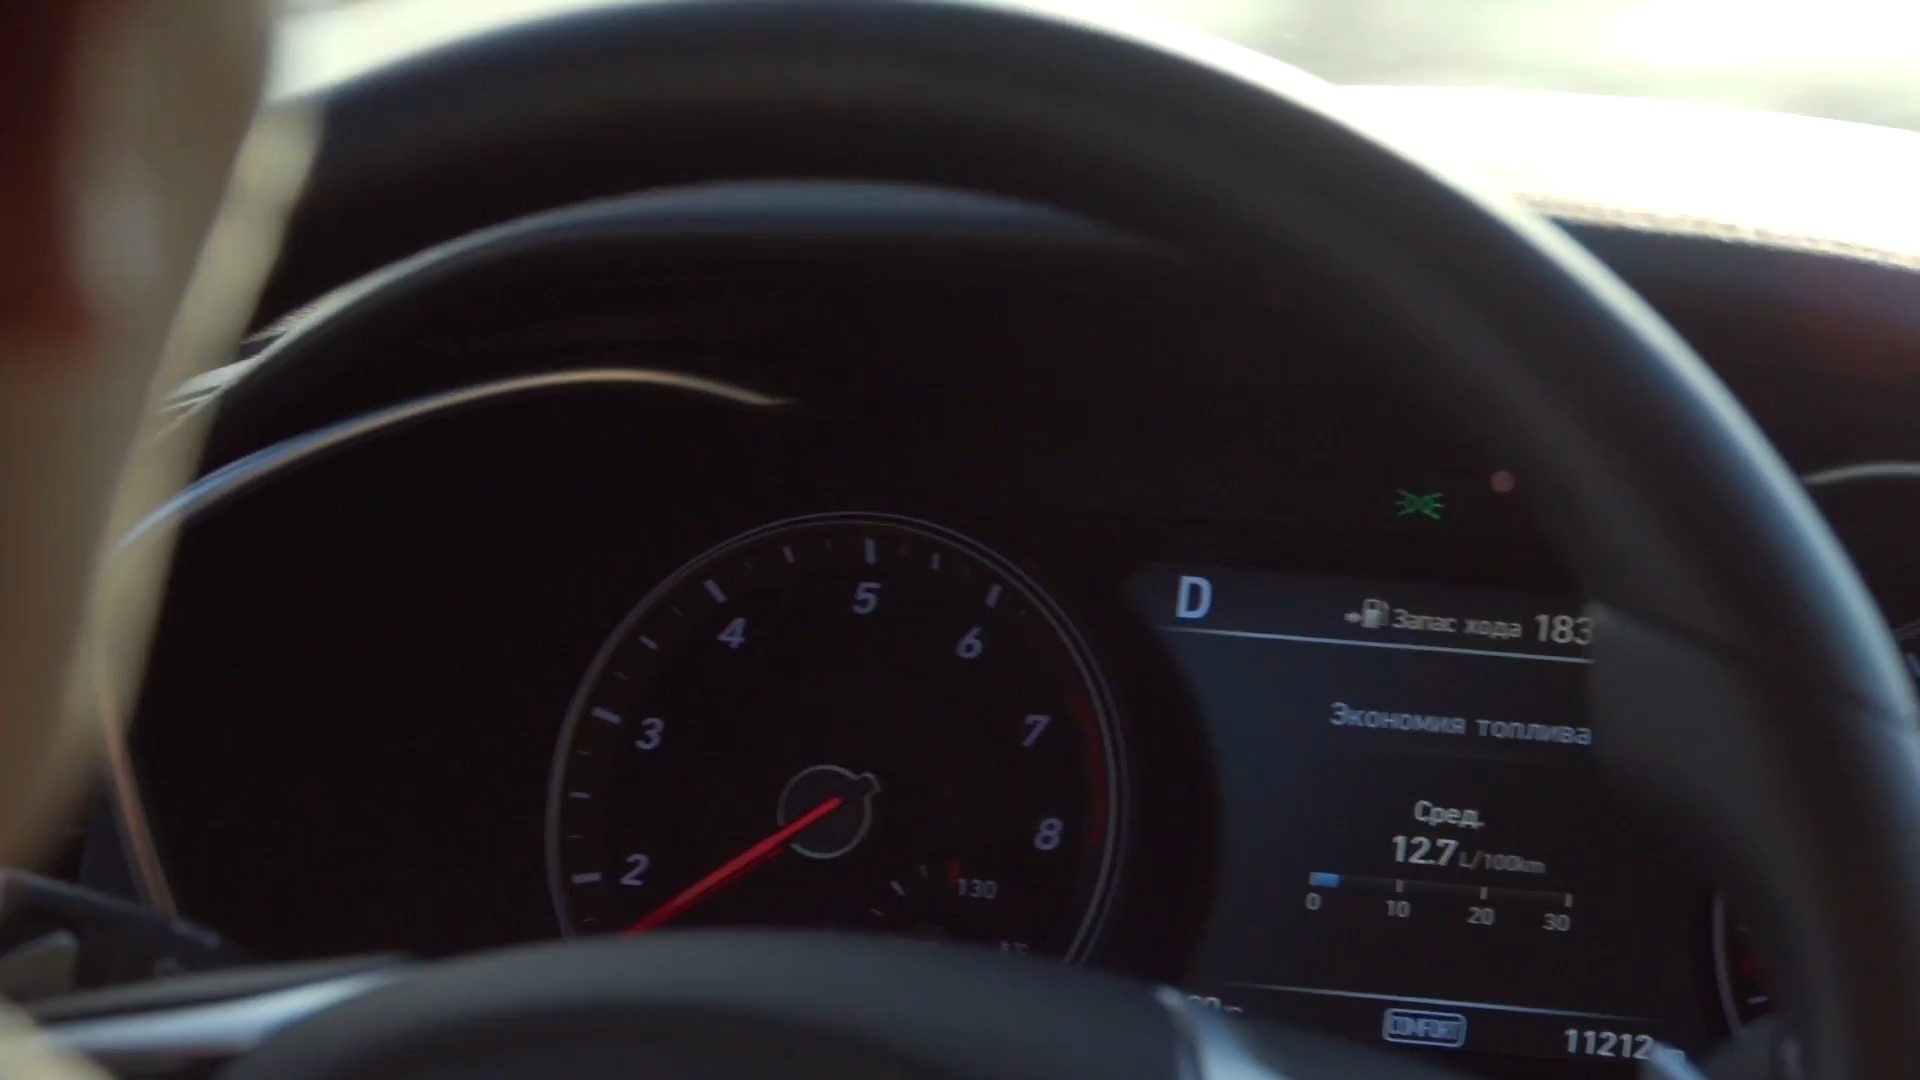 5
4
6
3
7
2
8
130
D
Запас хода 183
Экономия топлива
Сред.
12.7 L/100km
0 10 20 30
COMFORT
11212